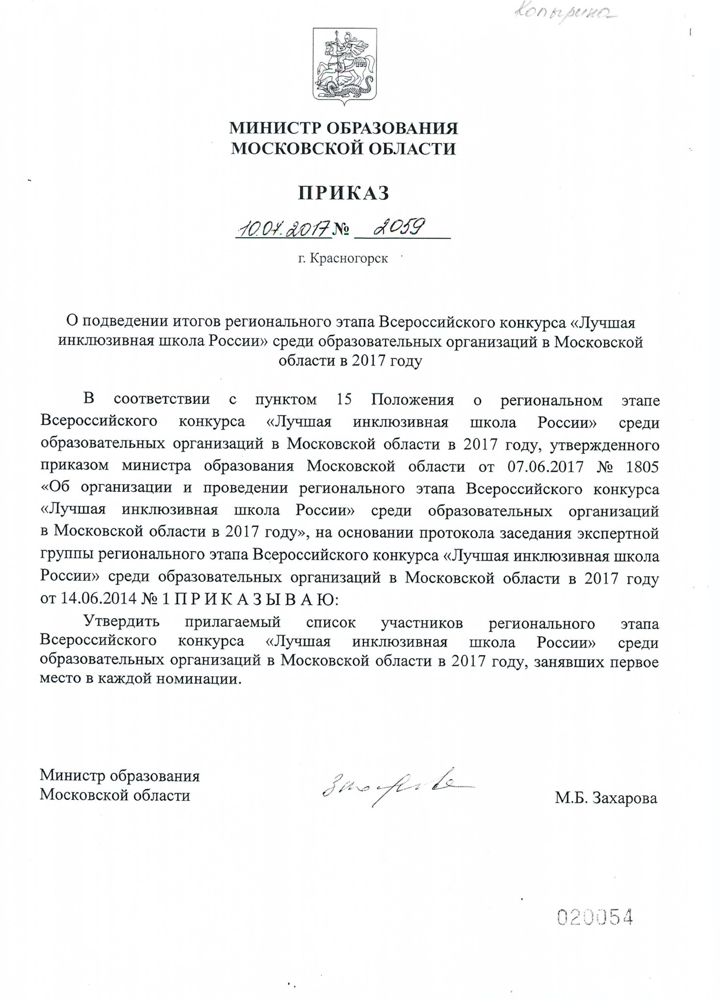 Копырина
МИНИСТР ОБРАЗОВАНИЯ
МОСКОВСКОЙ ОБЛАСТИ
ПРИКАЗ
10.07.2017 № 2059
г. Красногорск
О подведении итогов регионального этапа Всероссийского конкурса «Лучшая
инклюзивная школа России» среди образовательных организаций в Московской
области в 2017 году
В соответствии с пунктом 15 Положения о региональном этапе
Всероссийского конкурса «Лучшая инклюзивная школа России» среди
образовательных организаций в Московской области в 2017 году, утвержденного
приказом министра образования Московской области от 07.06.2017 № 1805
«Об организации и проведении регионального этапа Всероссийского конкурса
«Лучшая инклюзивная школа России» среди образовательных организаций
в Московской области в 2017 году», на основании протокола заседания экспертной
группы регионального этапа Всероссийского конкурса «Лучшая инклюзивная школа
России» среди образовательных организаций в Московской области в 2017 году
от 14.06.2014 № 1 П Р И К А З Ы В А Ю:
Утвердить прилагаемый список участников регионального этапа
Всероссийского конкурса «Лучшая инклюзивная школа России» среди
образовательных организаций в Московской области в 2017 году, занявших первое
место в каждой номинации.
Министр образования
Московской области
М.Б. Захарова
020054